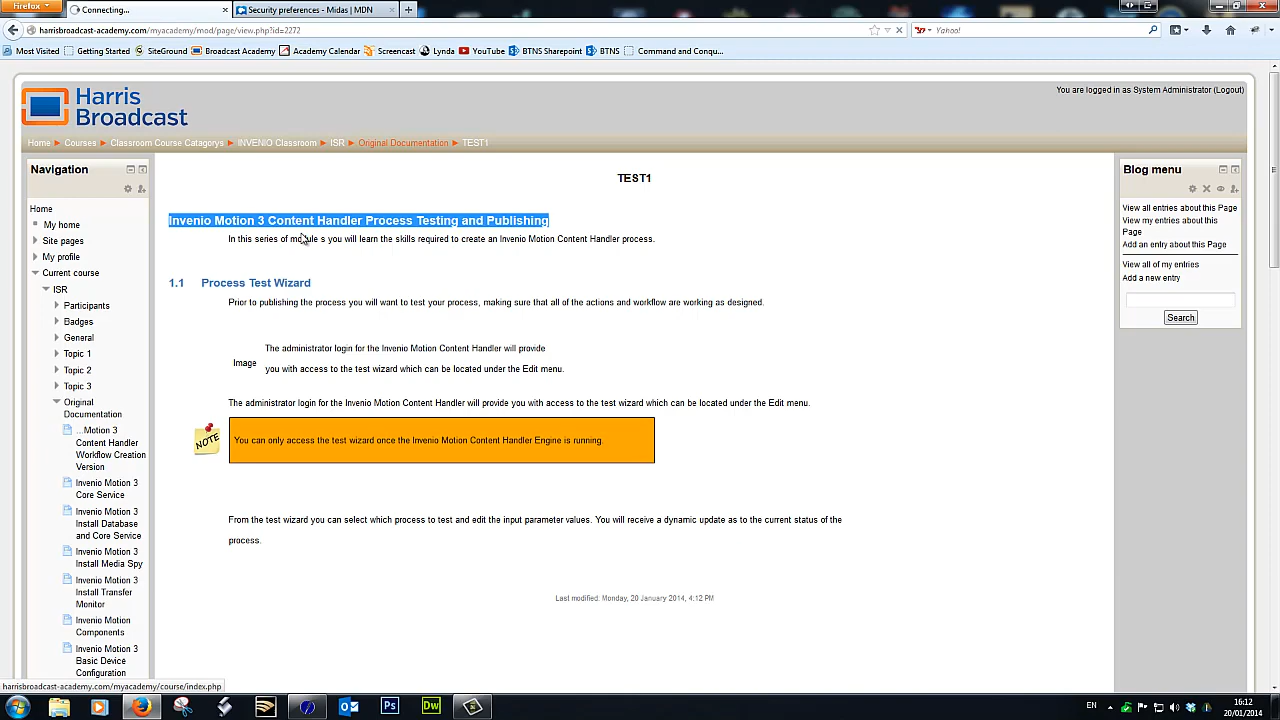 Firefox
Connecting...
Security preferences - Midas | MDN
harrisbroadcast-academy.com/myacademy/mod/page/view.php?id=2272
Yahoo!
Most Visited
Getting Started
SiteGround
Broadcast Academy
Academy Calendar
Screencast
Lynda
YouTube
BTNS Sharepoint
BTNS
Command and Conqu...
Harris
Broadcast
You are logged in as System Administrator (Logout)
Home
Courses
Classroom Course Catagorys
INVENIO Classroom
ISR
Original Documentation
TEST1
Navigation
Home
My home
Site pages
My profile
Current course
ISR
Participants
Badges
General
Topic 1
Topic 2
Topic 3
Original
Documentation
...Motion 3
Content Handler
Workflow Creation
Version
Invenio Motion 3
Core Service
Invenio Motion 3
Install Database
and Core Service
Invenio Motion 3
Install Media Spy
Invenio Motion 3
Install Transfer
Monitor
Invenio Motion
Components
Invenio Motion 3
Basic Device
Configuration
TEST1
Invenio Motion 3 Content Handler Process Testing and Publishing
In this series of module s you will learn the skills required to create an Invenio Motion Content Handler process.
1.1 Process Test Wizard
Prior to publishing the process you will want to test your process, making sure that all of the actions and workflow are working as designed.
Image
The administrator login for the Invenio Motion Content Handler will provide
you with access to the test wizard which can be located under the Edit menu.
The administrator login for the Invenio Motion Content Handler will provide you with access to the test wizard which can be located under the Edit menu.
NOTE
You can only access the test wizard once the Invenio Motion Content Handler Engine is running.
From the test wizard you can select which process to test and edit the input parameter values. You will receive a dynamic update as to the current status of the
process.
Last modified: Monday, 20 January 2014, 4:12 PM
Blog menu
View all entries about this Page
View my entries about this
Page
Add an entry about this Page
View all of my entries
Add a new entry
Search
harrisbroadcast-academy.com/myacademy/course/index.php
Ps
Dw
EN
16:12
20/01/2014